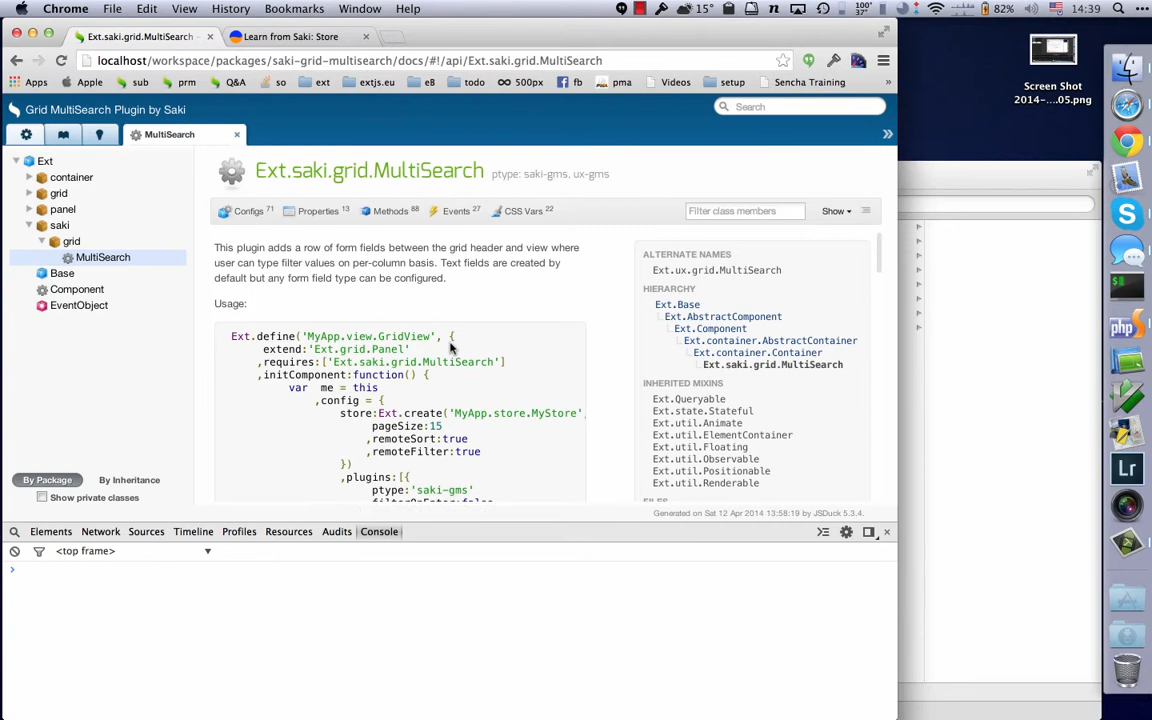 Chrome File Edit View History Bookmarks Window Help 15° 100° 37° 82% 14:39
Ext.saki.grid.MultiSearch - Learn from Saki: Store
localhost/workspace/packages/saki-grid-multisearch/docs/#!/api/Ext.saki.grid.MultiSearch
Apps Apple sub prm Q&A saki ext extjs.eu e8 todo 500px fb pma Videos setup Sencha Training
Screen Shot
2014-....05.png
Grid MultiSearch Plugin by Saki
Search
MultiSearch
Ext
container
grid
panel
saki
grid
MultiSearch
Base
Component
EventObject
By Package By Inheritance
Show private classes
Ext.saki.grid.MultiSearch ptype: saki-gms, ux-gms
Configs 71 Properties 13 Methods 88 Events 27 CSS Vars 22 Filter class members Show
This plugin adds a row of form fields between the grid header and view where
user can type filter values on per-column basis. Text fields are created by
default but any form field type can be configured.
Usage:
Ext.define('MyApp.view.GridView', {
extend:'Ext.grid.Panel'
,requires:['Ext.saki.grid.MultiSearch']
,initComponent:function() {
var me = this
,config = {
store:Ext.create('MyApp.store.MyStore',
pageSize:15
,remoteSort:true
,remoteFilter:true
})
,plugins:[{
ptype:'saki-gms'
,filterOnEnter:false
ALTERNATE NAMES
Ext.ux.grid.MultiSearch
HIERARCHY
Ext.Base
Ext.AbstractComponent
Ext.Component
Ext.container.AbstractContainer
Ext.container.Container
Ext.saki.grid.MultiSearch
INHERITED MIXINS
Ext.Queryable
Ext.state.Stateful
Ext.util.Animate
Ext.util.ElementContainer
Ext.util.Floating
Ext.util.Observable
Ext.util.Positionable
Ext.util.Renderable
FILES
Generated on Sat 12 Apr 2014 13:58:19 by JSDuck 5.3.4.
Elements Network Sources Timeline Profiles Resources Audits Console
<top frame>
Lr